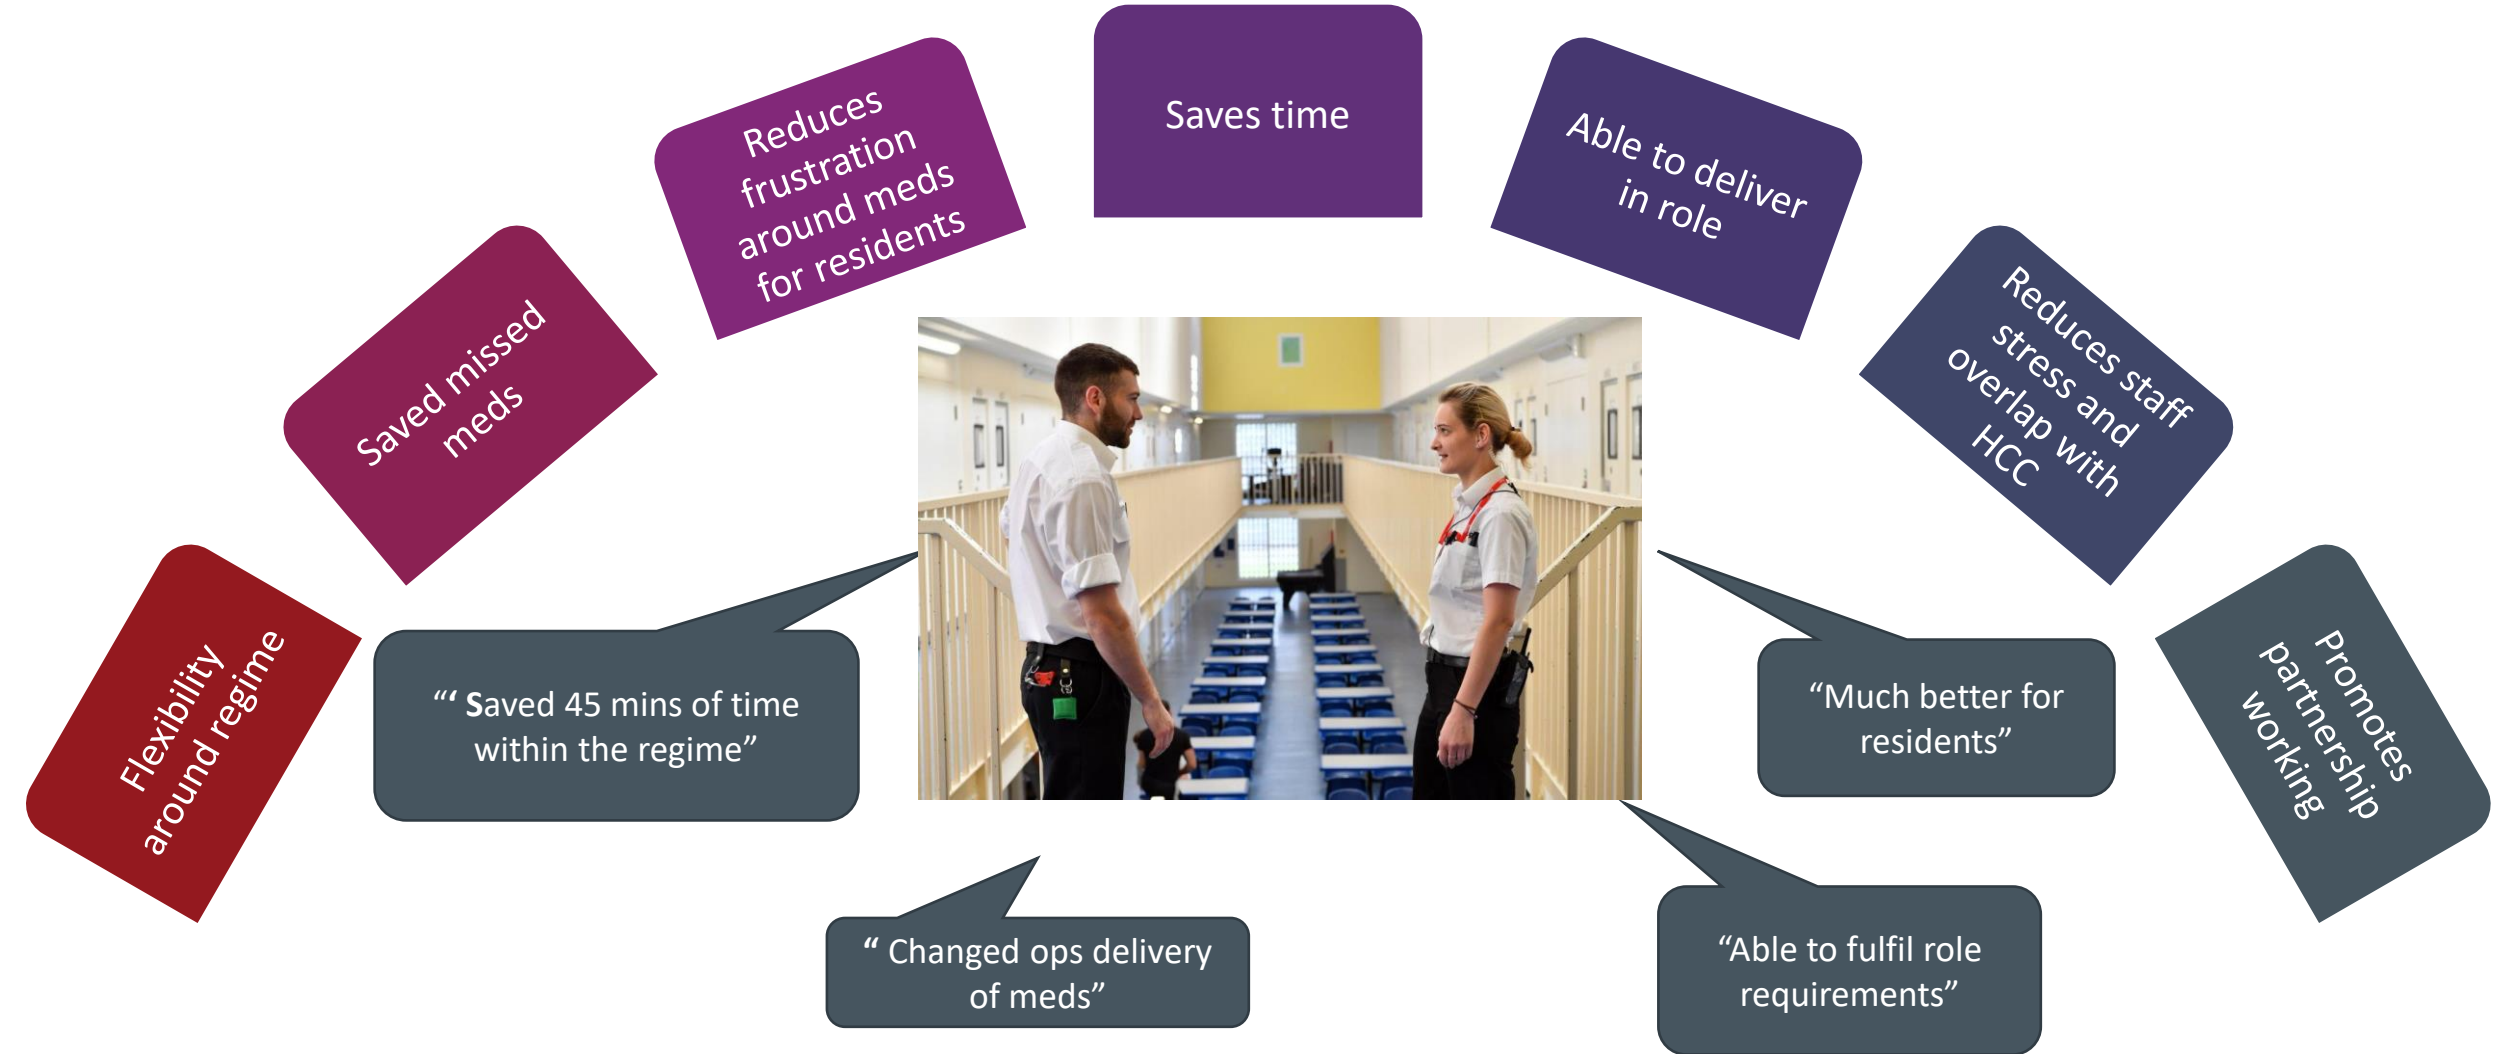 Flexibility
around regime
Saved missed
meds
Reduces
frustration
around meds
for residents
Saves time
Able to deliver
in role
Reduces staff
stress and
overlap with
HCC
Promotes
partnership
working
“‘ Saved 45 mins of time
within the regime”
“Much better for
residents”
“ Changed ops delivery
of meds”
“Able to fulfil role
requirements”